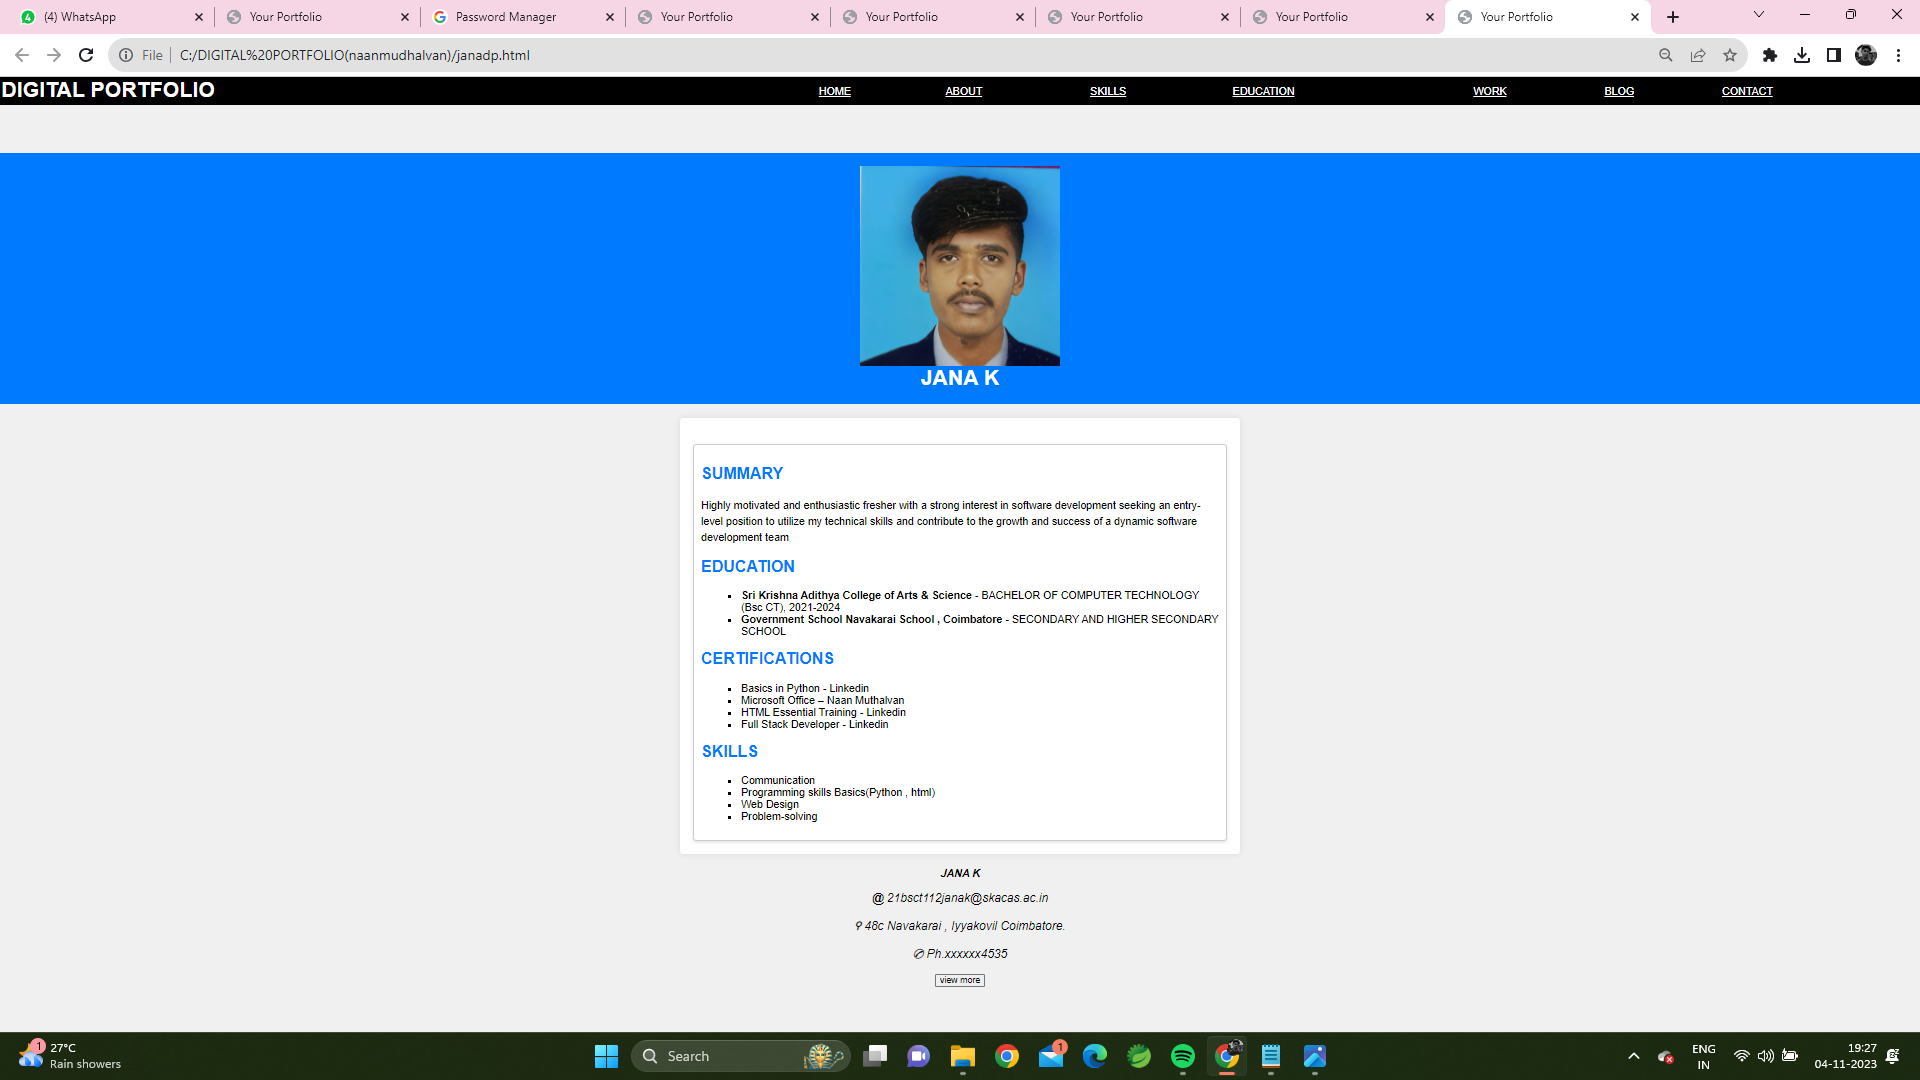 (4) WhatsApp
Your Portfolio
Password Manager
Your Portfolio
Your Portfolio
Your Portfolio
Your Portfolio
Your Portfolio
File
C:/DIGITAL%20PORTFOLIO(naanmudhalvan)/janadp.html
DIGITAL PORTFOLIO
HOME
ABOUT
SKILLS
EDUCATION
WORK
BLOG
CONTACT
JANA K
SUMMARY
Highly motivated and enthusiastic fresher with a strong interest in software development seeking an entry-
level position to utilize my technical skills and contribute to the growth and success of a dynamic software
development team
EDUCATION
Sri Krishna Adithya College of Arts & Science - BACHELOR OF COMPUTER TECHNOLOGY
(Bsc CT), 2021-2024
Government School Navakarai School , Coimbatore - SECONDARY AND HIGHER SECONDARY
SCHOOL
CERTIFICATIONS
Basics in Python - Linkedin
Microsoft Office – Naan Muthalvan
HTML Essential Training - Linkedin
Full Stack Developer - Linkedin
SKILLS
Communication
Programming skills Basics(Python , html)
Web Design
Problem-solving
JANA K
@ 21bsct112janak@skacas.ac.in
⚲ 48c Navakarai , Iyyakovil Coimbatore.
✆ Ph.xxxxxx4535
view more
1
27°C
Rain showers
Search
1
ENG
IN
19:27
04-11-2023